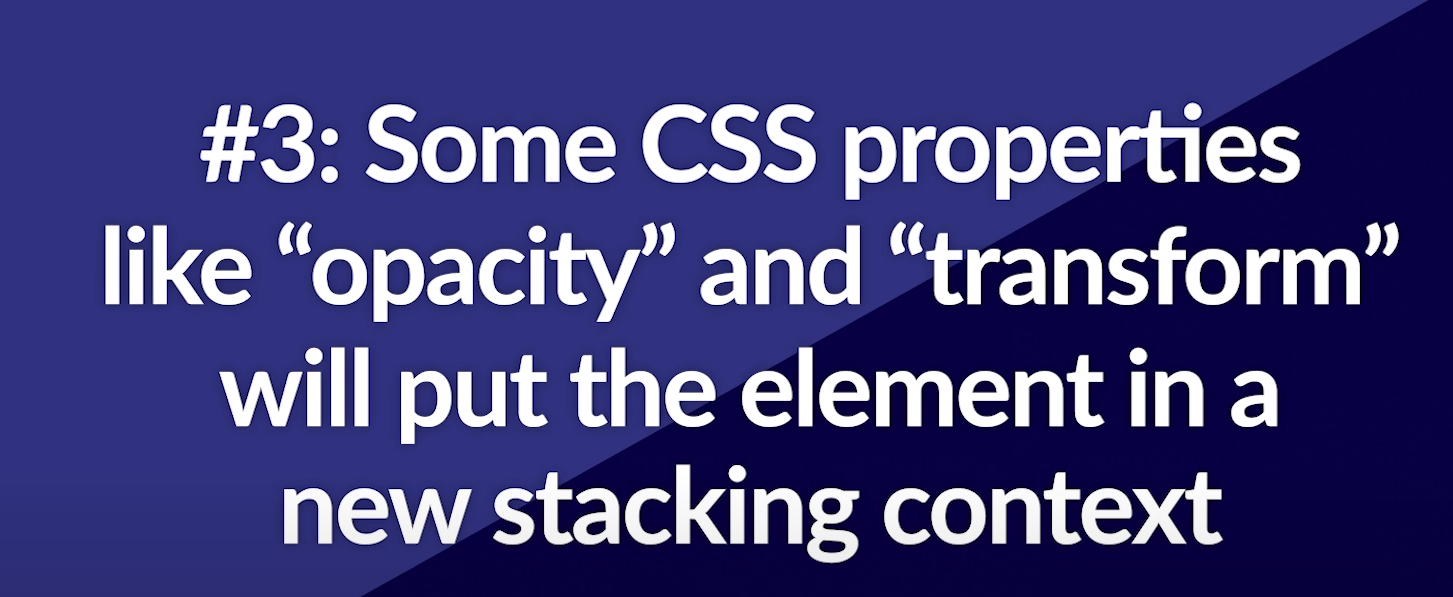 #3: Some CSS properties
like “opacity” and “transform”
will put the element in a
new stacking context